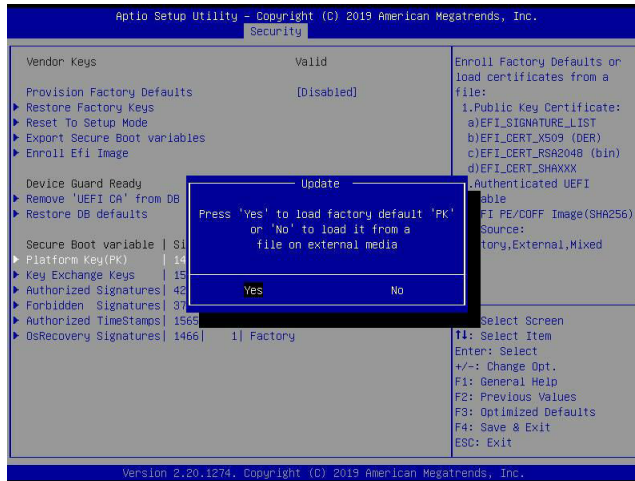 Aptio Setup Utility – Copyright (C) 2019 American Megatrends, Inc.
Security
Vendor Keys Valid
Provision Factory Defaults [Disabled]
Restore Factory Keys
Reset To Setup Mode
Export Secure Boot variables
Enroll Efi Image
Device Guard Ready
Remove 'UEFI CA' from DB
Restore DB defaults
Secure Boot variable | Si
Platform Key(PK) | 14
Key Exchange Keys | 15
Authorized Signatures| 42
Forbidden Signatures| 37
Authorized TimeStamps| 1565
OsRecovery Signatures| 1466| 1| Factory
Update
Press 'Yes' to load factory default 'PK'
or 'No' to load it from a
file on external media
Yes No
Enroll Factory Defaults or
load certificates from a
file:
1.Public Key Certificate:
a)EFI_SIGNATURE_LIST
b)EFI_CERT_X509 (DER)
c)EFI_CERT_RSA2048 (bin)
d)EFI_CERT_SHAXXX
.Authenticated UEFI
able
FI PE/COFF Image(SHA256)
Source:
tory,External,Mixed
Select Screen
↑↓: Select Item
Enter: Select
+/-: Change Opt.
F1: General Help
F2: Previous Values
F3: Optimized Defaults
F4: Save & Exit
ESC: Exit
Version 2.20.1274. Copyright (C) 2019 American Megatrends, Inc.